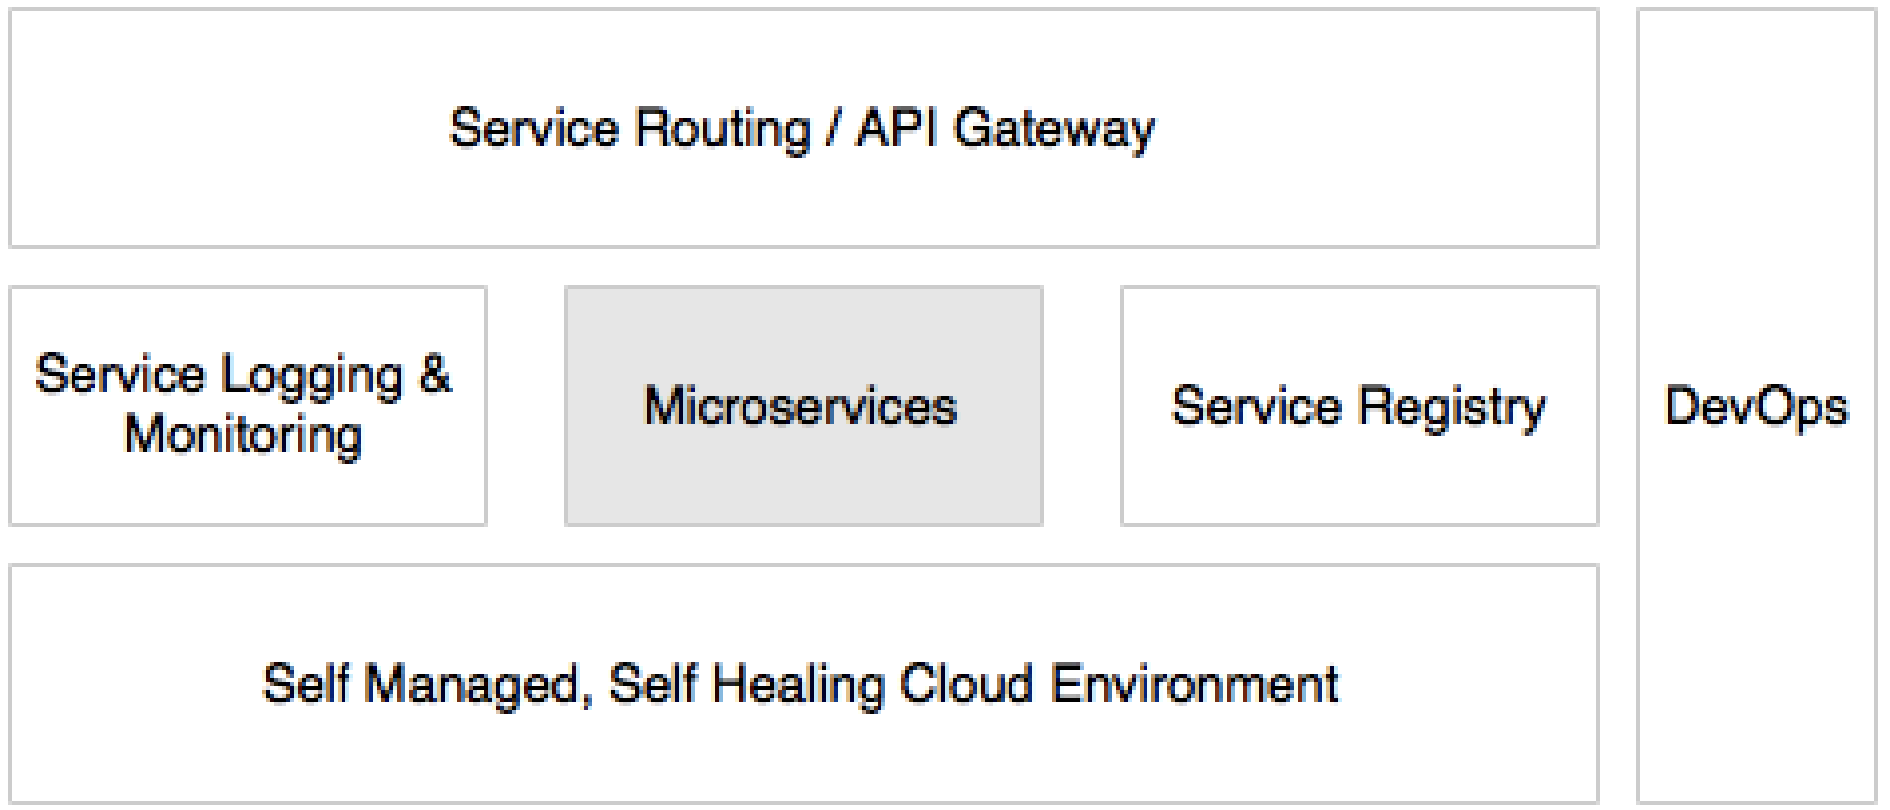 Service Routing / API Gateway
Service Logging &
Monitoring
Microservices
Service Registry
DevOps
Self Managed, Self Healing Cloud Environment